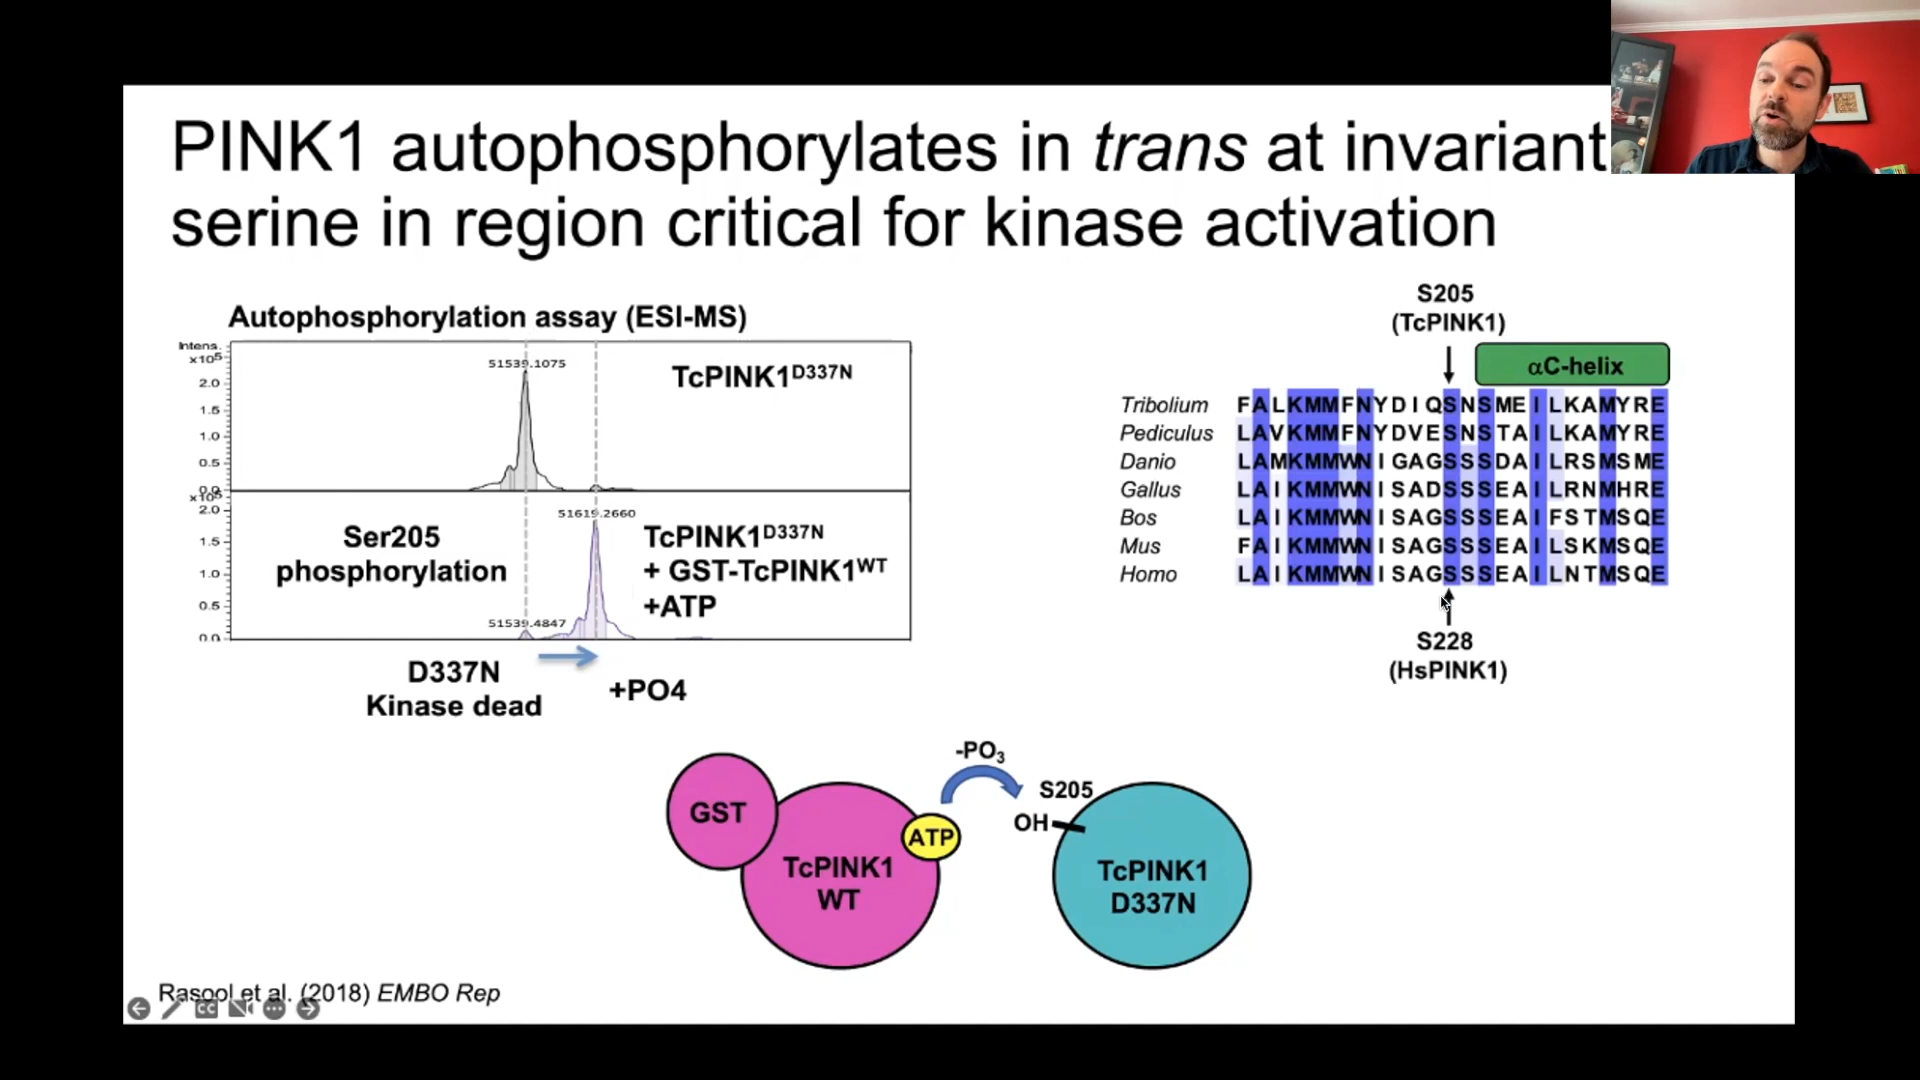 PINK1 autophosphorylates in trans at invariant
serine in region critical for kinase activation
Autophosphorylation assay (ESI-MS)
Intens.
x10⁵
2.0
1.5
1.0
0.5
0.0
51539.1075
TcPINK1ᴰ³³⁷ᴺ
x10⁵
2.0
1.5
1.0
0.5
0.0
51619.2660
51539.4847
Ser205
phosphorylation
TcPINK1ᴰ³³⁷ᴺ
+ GST-TcPINK1ᵂᵀ
+ATP
D337N
Kinase dead
+PO4
S205
(TcPINK1)
αC-helix
Tribolium FALKMMFNYDIQSNSMEILKAMYRE
Pediculus LAVKMMFNYDVESNSTAILKAMYRE
Danio LAMKMMWNIGAGSSSDAILRSMSME
Gallus LAIKMMWNISADSSSEAILRNMHRE
Bos LAIKMMWNISAGSSSEAIFSTMSQE
Mus FAIKMMWNISAGSSSEAILSKMSQE
Homo LAIKMMWNISAGSSSEAILNTMSQE
S228
(HsPINK1)
GST
TcPINK1
WT
ATP
-PO₃
S205
OH
TcPINK1
D337N
Rasool et al. (2018) EMBO Rep
CC